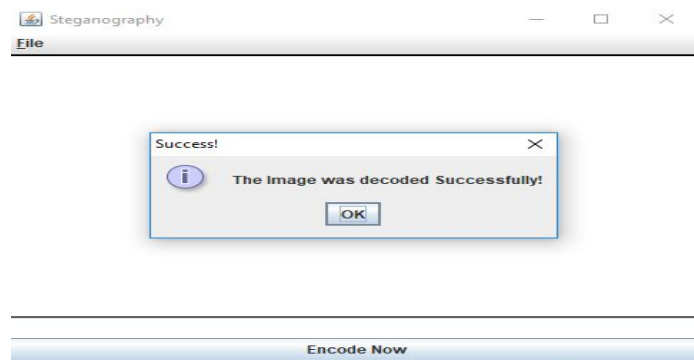 Steganography
File
Success!
The Image was decoded Successfully!
OK
Encode Now